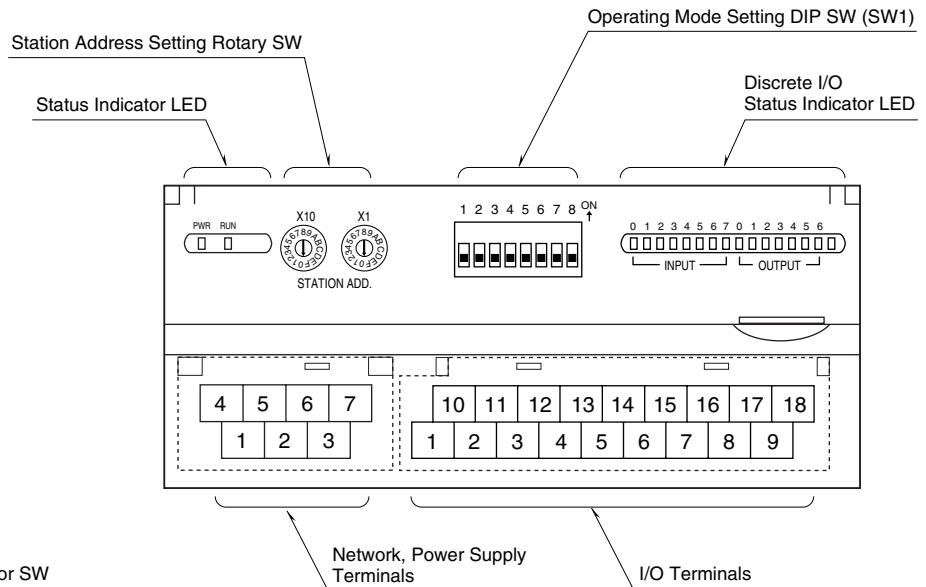 Operating Mode Setting DIP SW (SW1)
Station Address Setting Rotary SW
Discrete I/O
Status Indicator LED
Status Indicator LED
1 2 3 4 5 6 7 8 ON
PWR RUN
X10 X1
0 1 2 3 4 5 6 7 0 1 2 3 4 5 6
0123456789ABCDEF 0123456789ABCDEF
INPUT OUTPUT
STATION ADD.
4 5 6 7
10 11 12 13 14 15 16 17 18
1 2 3
1 2 3 4 5 6 7 8 9
Network, Power Supply
Terminals
or SW
I/O Terminals